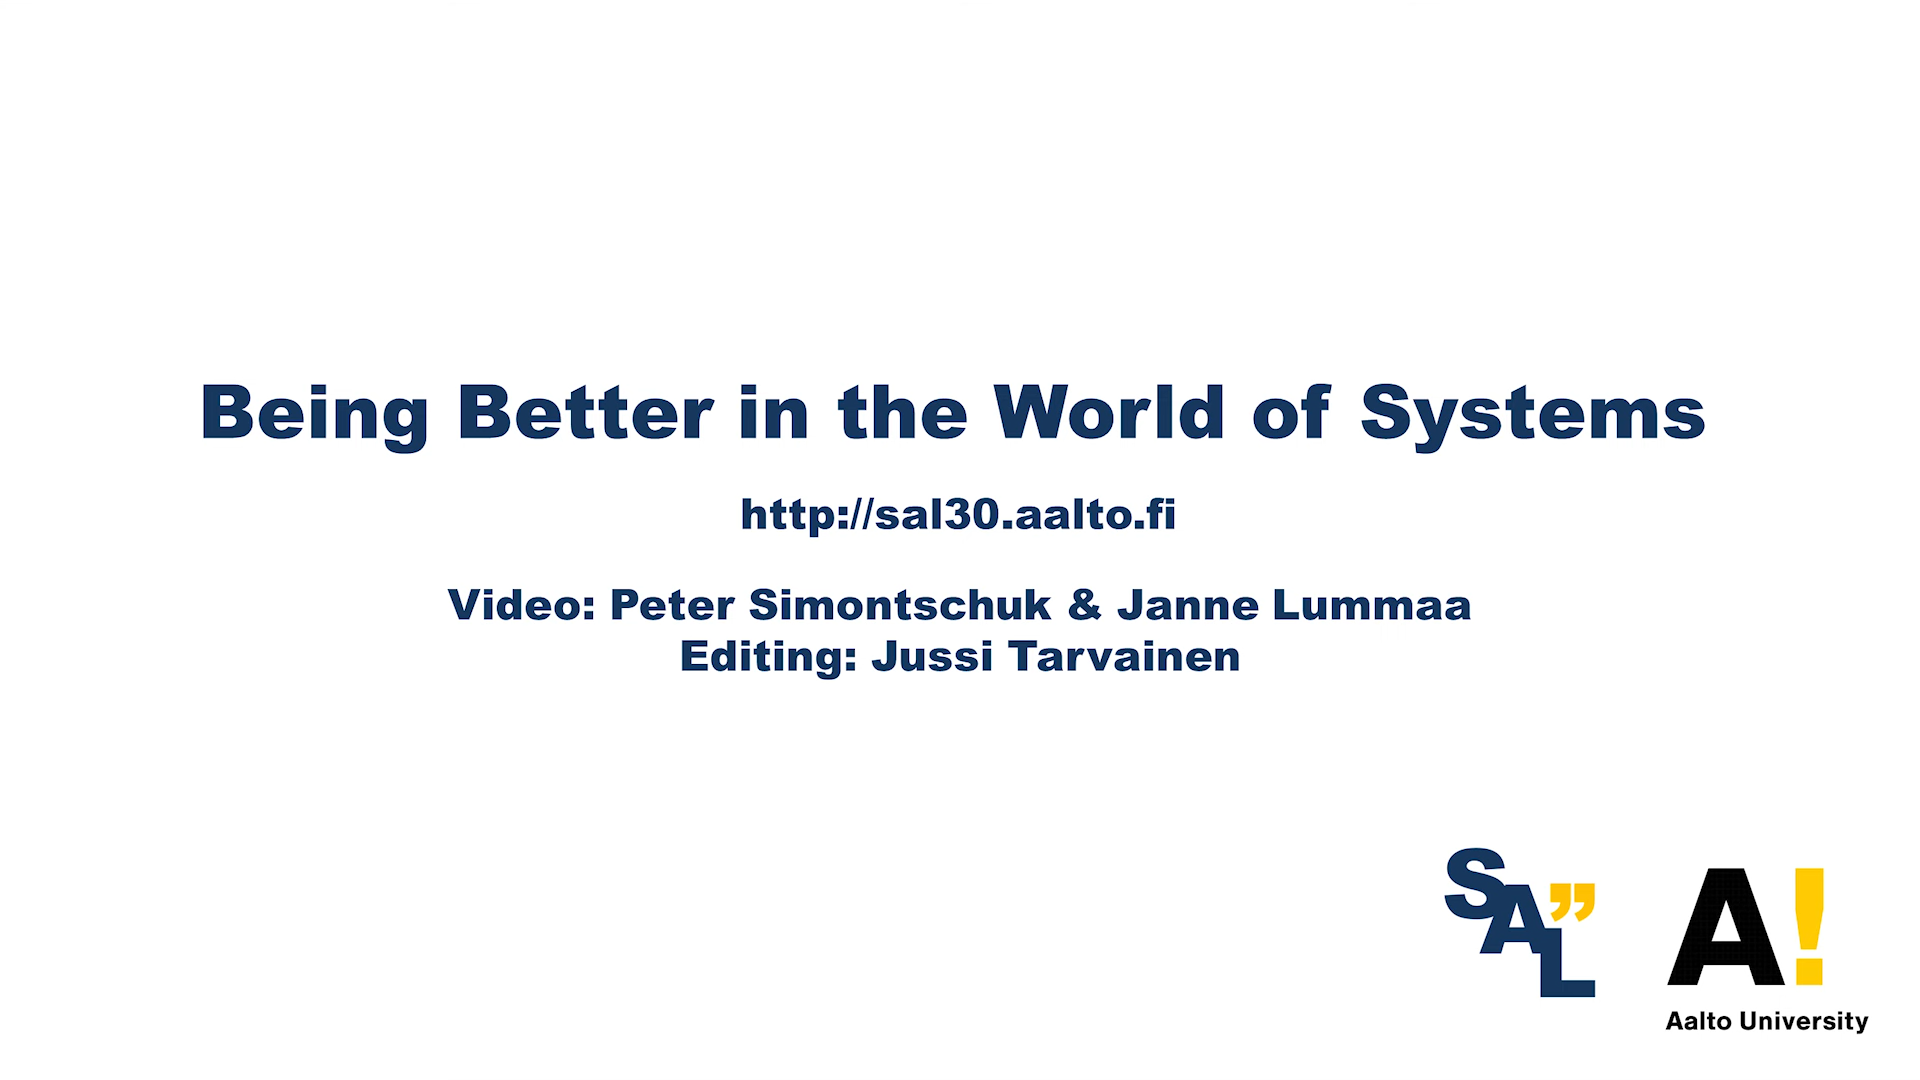 Being Better in the World of Systems
http://sal30.aalto.fi
Video: Peter Simontschuk & Janne Lummaa
Editing: Jussi Tarvainen
SAL”
A!
Aalto University